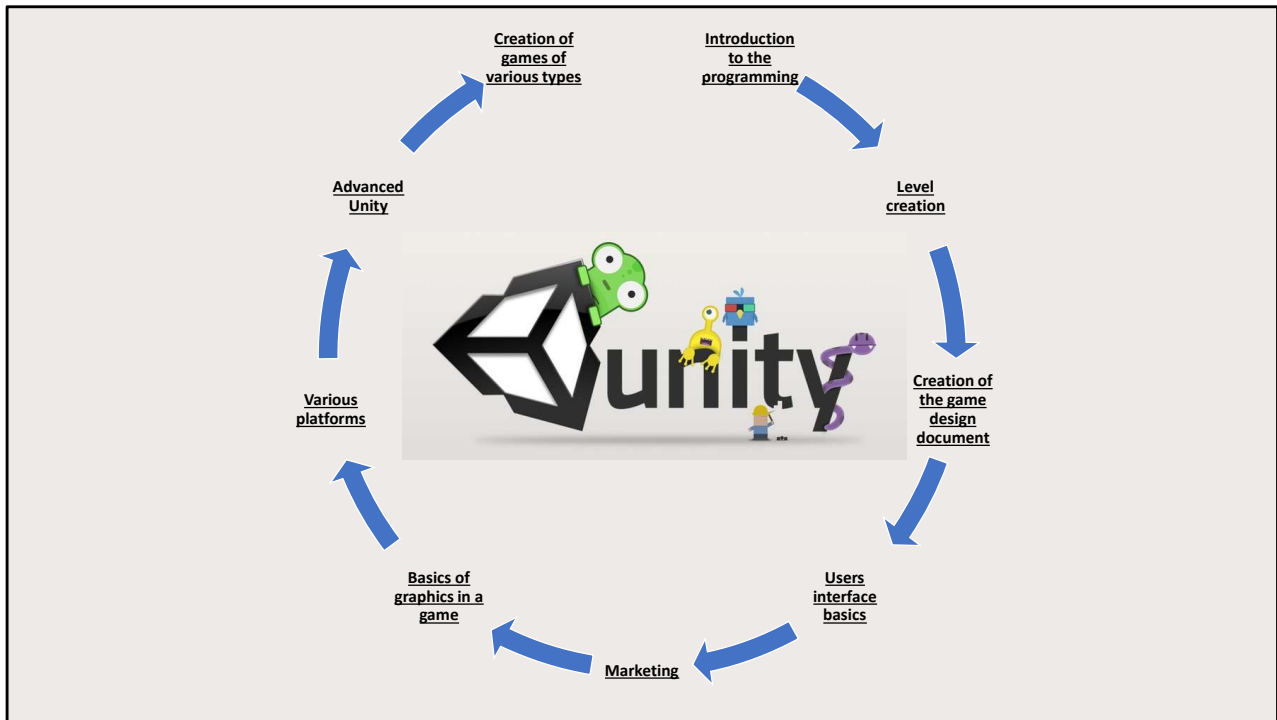 Creation of
games of
various types
Introduction
to the
programming
Level
creation
Creation of
the game
design
document
Users
interface
basics
Marketing
Basics of
graphics in a
game
Various
platforms
Advanced
Unity
unity